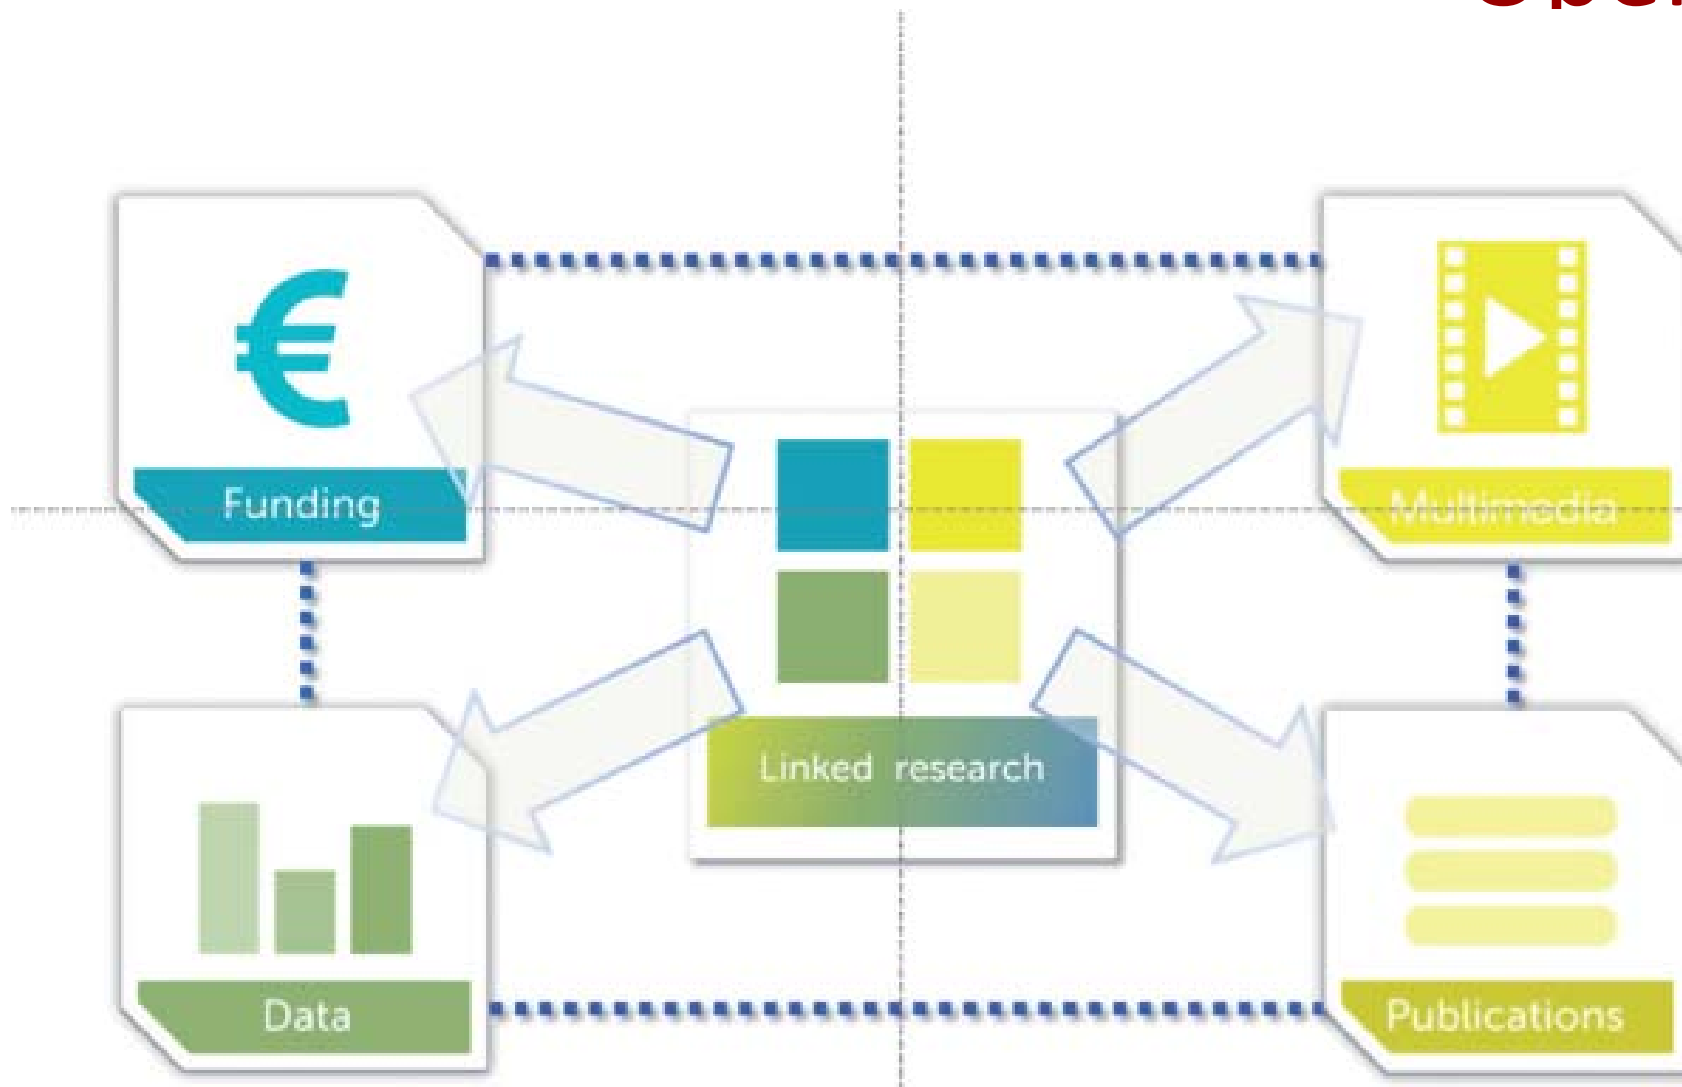 Funding
Multimedia
Linked research
Data
Publications